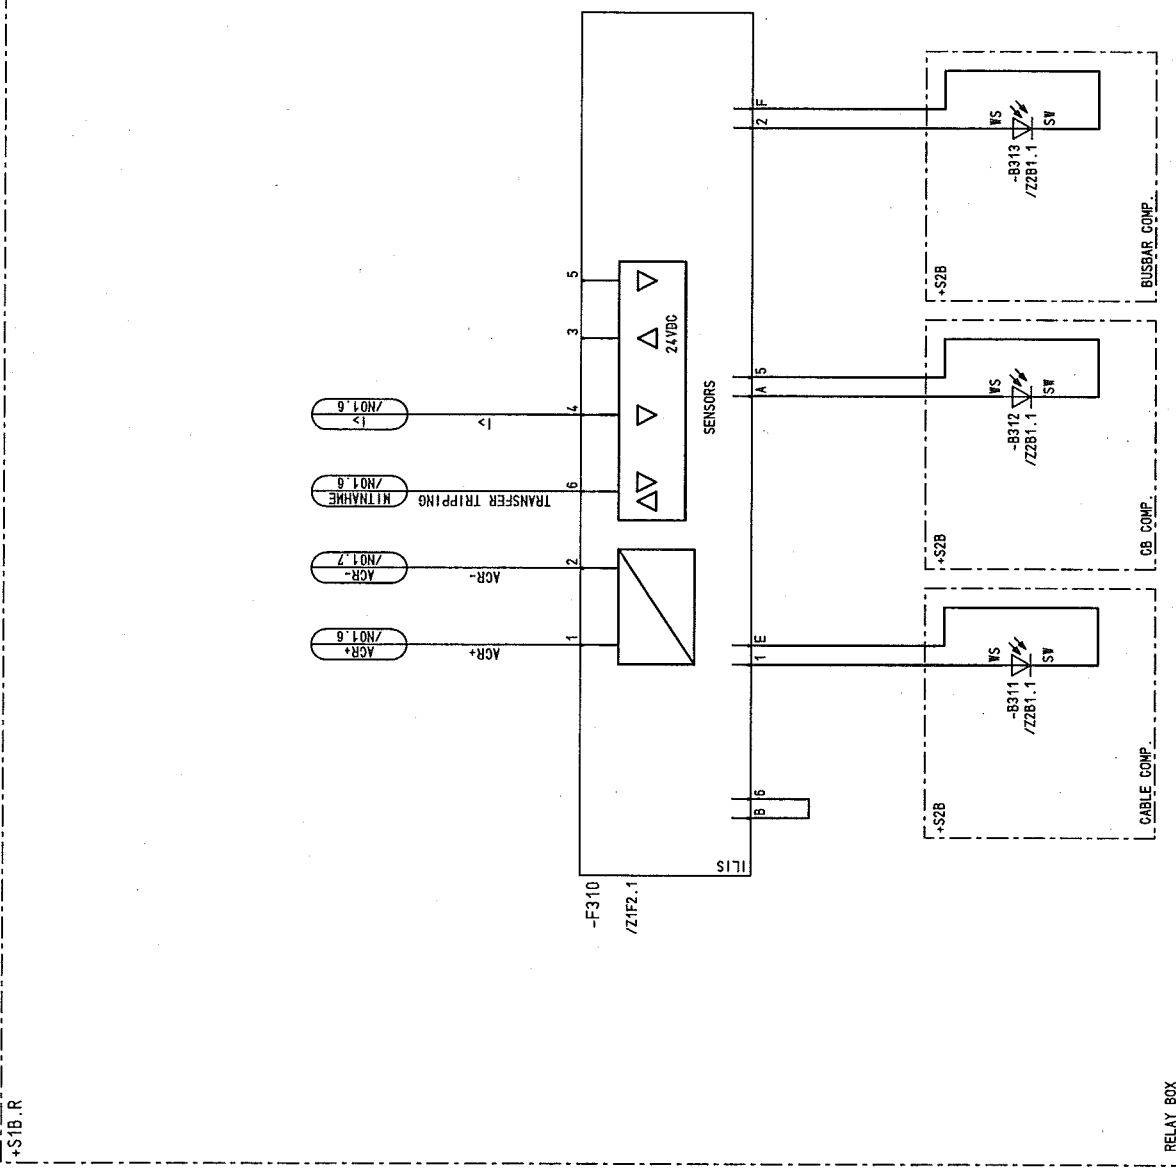 +S1B.R
RELAY BOX
-F310
/Z1F2.1
ILIS
ACR+
/N01.6
ACR+
1
ACR-
/N01.7
ACR-
2
MITNAHME
/N01.6
TRANSFER TRIPPING
6
I>
/N01.6
I>
4
3
5
24VDC
SENSORS
B
6
1
E
A
5
2
F
+S2B
WS
-B311
/Z2B1.1
SW
CABLE COMP.
+S2B
WS
-B312
/Z2B1.1
SW
CB COMP.
+S2B
WS
-B313
/Z2B1.1
SW
BUSBAR COMP.